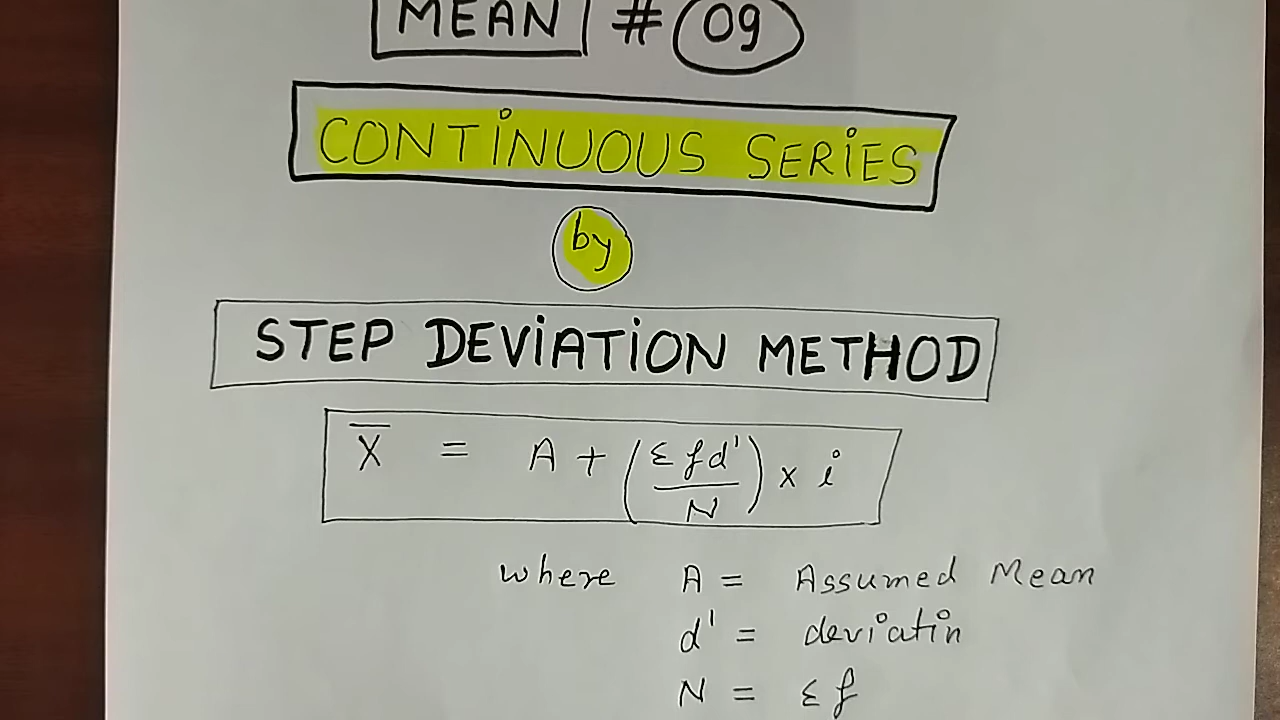 MEAN # 09
CONTINUOUS SERIES
by
STEP DEVIATION METHOD
X̅ = A + (Σfd'/N) × i
where A = Assumed Mean
d' = deviatin
N = Σf